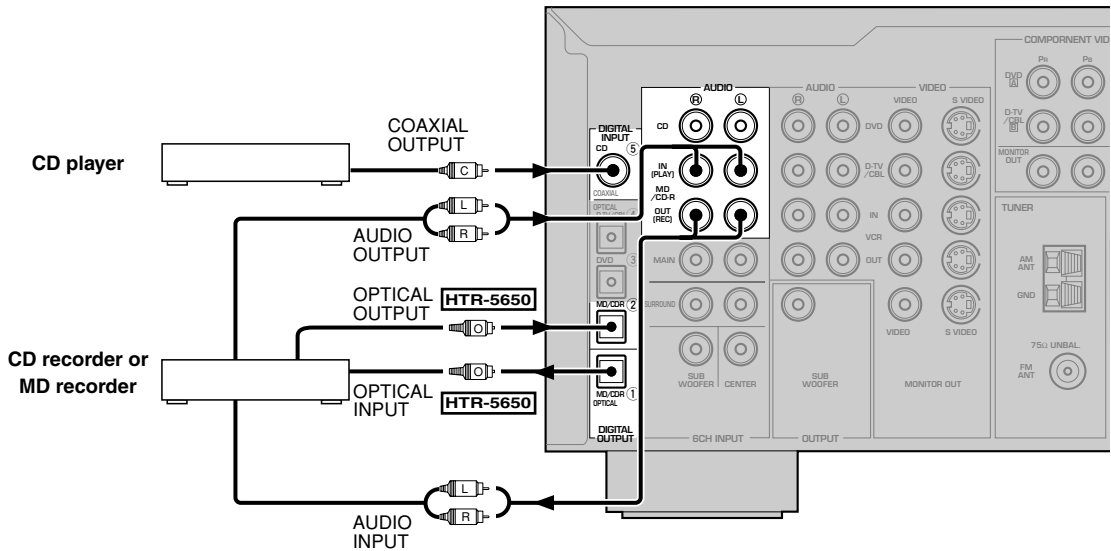 COAXIAL
OUTPUT
CD player
C
L
R
AUDIO
OUTPUT
OPTICAL
OUTPUT
HTR-5650
O
CD recorder or
MD recorder
O
OPTICAL
INPUT
HTR-5650
L
R
AUDIO
INPUT
DIGITAL
INPUT
CD
5
COAXIAL
OPTICAL
D-TV/CBL 4
DVD 3
MD/CDR 2
MD/CDR 1
OPTICAL
DIGITAL
OUTPUT
AUDIO
R L
CD
IN
(PLAY)
MD
/CD-R
OUT
(REC)
MAIN
SURROUND
SUB
WOOFER
CENTER
6CH INPUT
AUDIO
R L
VIDEO
VIDEO
S VIDEO
DVD
D-TV
/CBL
IN
VCR
OUT
VIDEO
S VIDEO
SUB
WOOFER
OUTPUT
MONITOR OUT
COMPORNENT VID
PR PB
DVD
A
D-TV
/CBL
B
MONITOR
OUT
TUNER
AM
ANT
GND
75Ω UNBAL.
FM
ANT